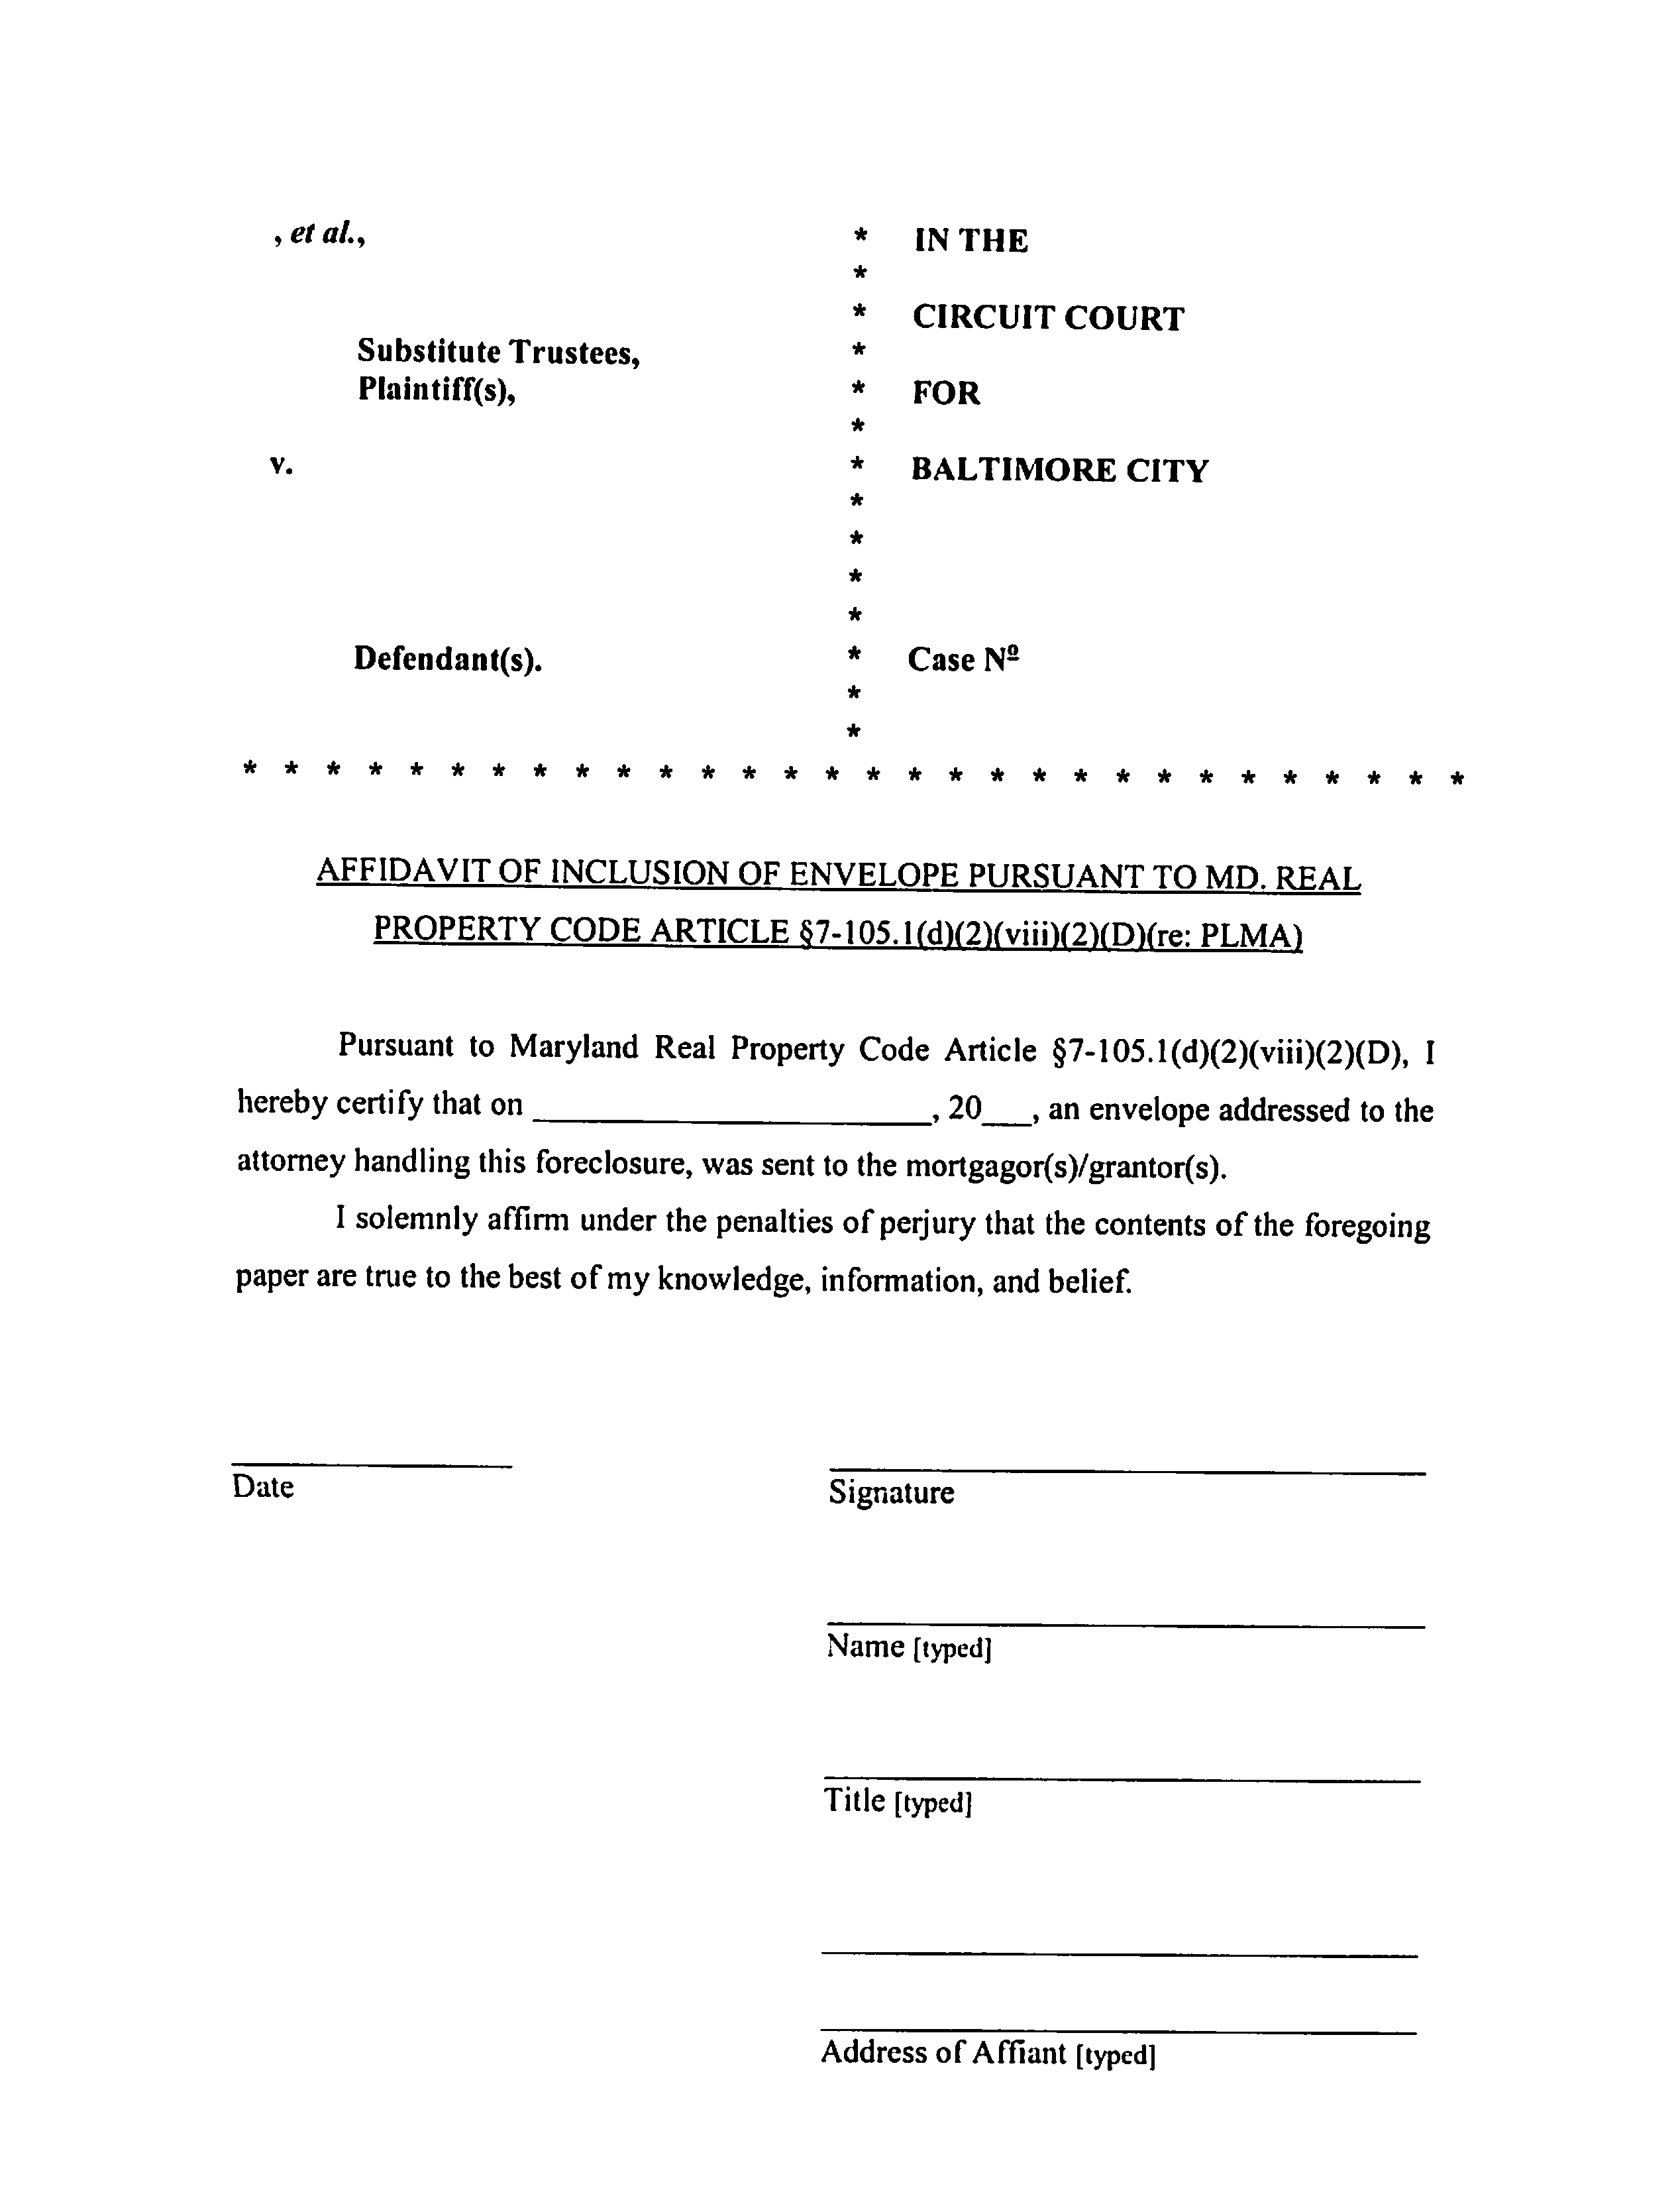 , et al.,
* IN THE
*
* CIRCUIT COURT
Substitute Trustees, *
Plaintiff(s), * FOR
*
v. * BALTIMORE CITY
*
*
*
*
Defendant(s). * Case Nº
*
*
* * * * * * * * * * * * * * * * * * * * * * * * * * * * * *
AFFIDAVIT OF INCLUSION OF ENVELOPE PURSUANT TO MD. REAL
PROPERTY CODE ARTICLE §7-105.1(d)(2)(viii)(2)(D)(re: PLMA)
Pursuant to Maryland Real Property Code Article §7-105.1(d)(2)(viii)(2)(D), I
hereby certify that on ________________________, 20___, an envelope addressed to the
attorney handling this foreclosure, was sent to the mortgagor(s)/grantor(s).
I solemnly affirm under the penalties of perjury that the contents of the foregoing
paper are true to the best of my knowledge, information, and belief.
Date
Signature
Name [typed]
Title [typed]
Address of Affiant [typed]